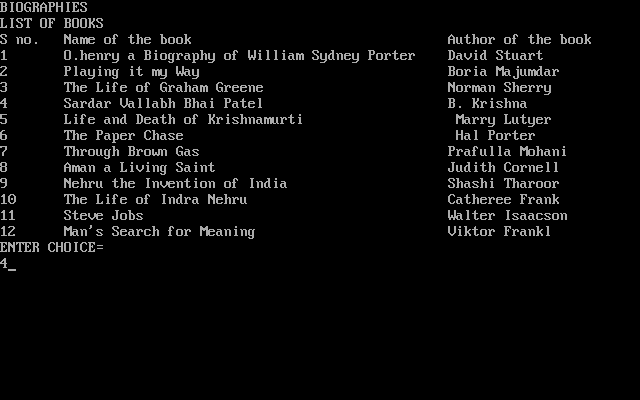 BIOGRAPHIES
LIST OF BOOKS
S no. Name of the book Author of the book
1 O.henry a Biography of William Sydney Porter David Stuart
2 Playing it my Way Boria Majumdar
3 The Life of Graham Greene Norman Sherry
4 Sardar Vallabh Bhai Patel B. Krishna
5 Life and Death of Krishnamurti Marry Lutyer
6 The Paper Chase Hal Porter
7 Through Brown Gas Prafulla Mohani
8 Aman a Living Saint Judith Cornell
9 Nehru the Invention of India Shashi Tharoor
10 The Life of Indra Nehru Catheree Frank
11 Steve Jobs Walter Isaacson
12 Man's Search for Meaning Viktor Frankl
ENTER CHOICE=
4_